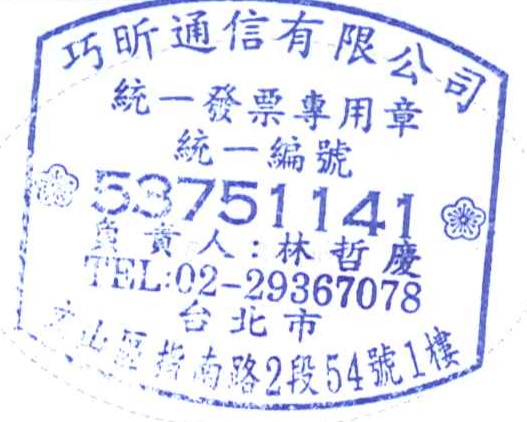 巧昕通信有限公司
統一發票專用章
統一編號
53751141
負責人:林哲慶
TEL:02-29367078
台北市
文山區指南路2段54號1樓